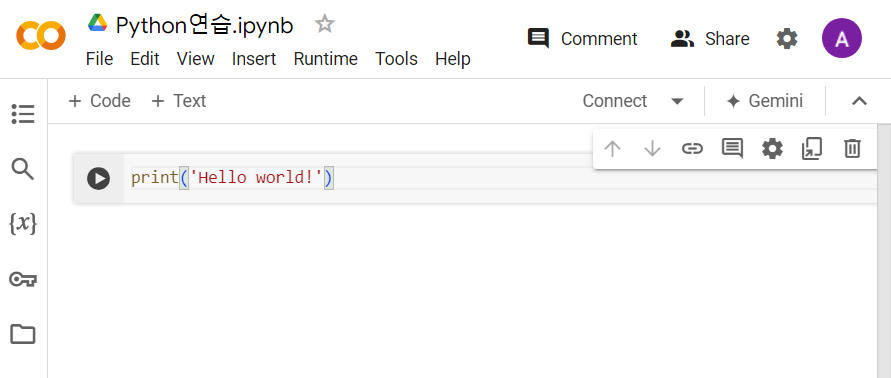 Python연습.ipynb
Comment
Share
A
File Edit View Insert Runtime Tools Help
+ Code + Text
Connect
Gemini
{x}
print('Hello world!')